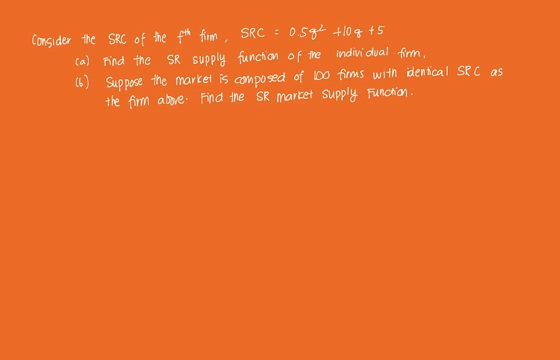 Consider the SRC of the fᵗʰ firm, SRC = 0.5q² +10q +5
(a) Find the SR supply function of the individual firm,
(b) Suppose the market is composed of 100 firms with identical SRC as
the firm above. Find the SR market supply Function.